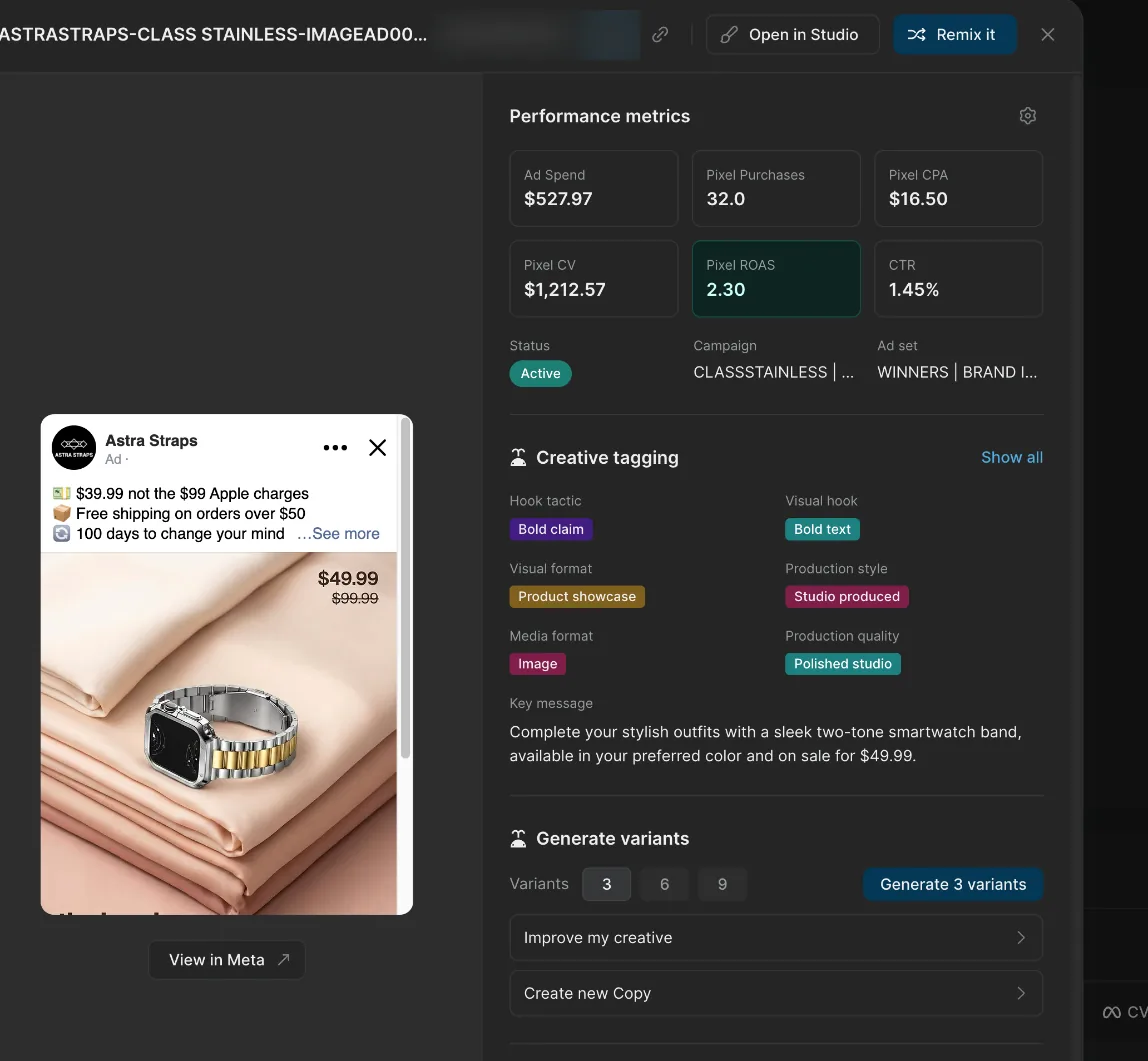 ASTRASTRAPS-CLASS STAINLESS-IMAGEAD00...
Open in Studio
Remix it
Performance metrics
Ad Spend
$527.97
Pixel Purchases
32.0
Pixel CPA
$16.50
Pixel CV
$1,212.57
Pixel ROAS
2.30
CTR
1.45%
Status
Active
Campaign
CLASSSTAINLESS | ...
Ad set
WINNERS | BRAND I...
ASTRA STRAPS
Astra Straps
Ad ·
💵 $39.99 not the $99 Apple charges
📦 Free shipping on orders over $50
🔄 100 days to change your mind ...See more
$49.99
$99.99
View in Meta
Creative tagging
Show all
Hook tactic
Bold claim
Visual hook
Bold text
Visual format
Product showcase
Production style
Studio produced
Media format
Image
Production quality
Polished studio
Key message
Complete your stylish outfits with a sleek two-tone smartwatch band,
available in your preferred color and on sale for $49.99.
Generate variants
Variants
3
6
9
Generate 3 variants
Improve my creative
Create new Copy
CV